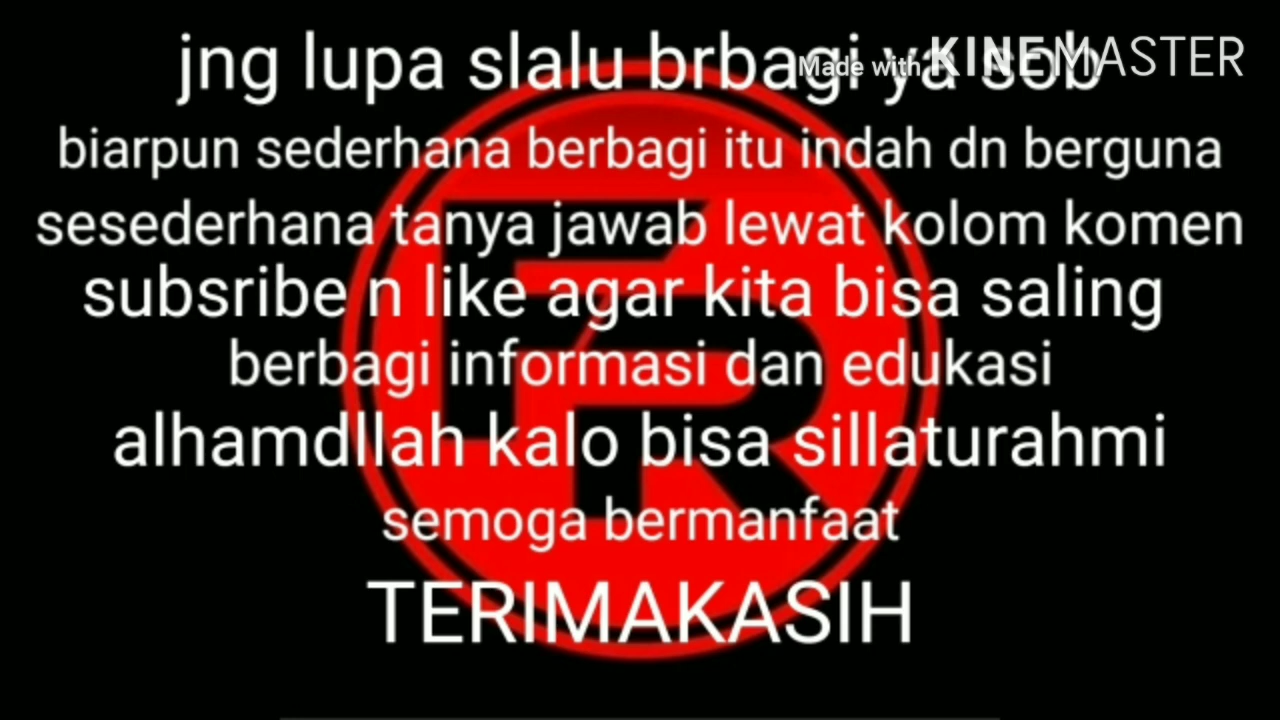 jng lupa slalu brbagi ya sob
Made with KINEMASTER
biarpun sederhana berbagi itu indah dn berguna
sesederhana tanya jawab lewat kolom komen
subsribe n like agar kita bisa saling
berbagi informasi dan edukasi
alhamdllah kalo bisa sillaturahmi
semoga bermanfaat
TERIMAKASIH
FR